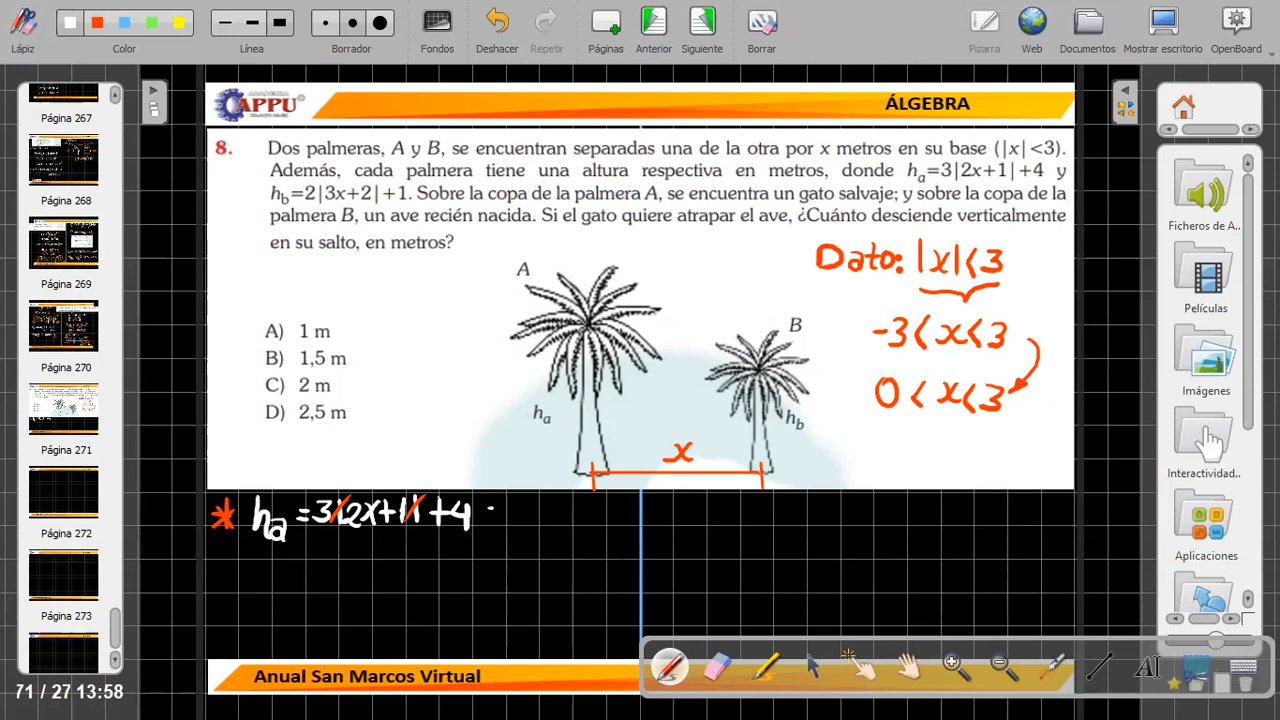 Lápiz
Color
Línea
Borrador
Fondos
Deshacer
Repetir
Páginas
Anterior
Siguiente
Borrar
Pizarra
Web
Documentos
Mostrar escritorio
OpenBoard
Página 267
Página 268
Página 269
Página 270
Página 271
Página 272
Página 273
71 / 27 13:58
ACADEMIA
APPU
ÁLGEBRA
8. Dos palmeras, A y B, se encuentran separadas una de la otra por x metros en su base (|x|<3).
Además, cada palmera tiene una altura respectiva en metros, donde hₐ=3|2x+1|+4 y
h_b=2|3x+2|+1. Sobre la copa de la palmera A, se encuentra un gato salvaje; y sobre la copa de la
palmera B, un ave recién nacida. Si el gato quiere atrapar el ave, ¿Cuánto desciende verticalmente
en su salto, en metros?
A) 1 m
B) 1,5 m
C) 2 m
D) 2,5 m
A
B
hₐ
h_b
x
Dato: |x|<3
-3<x<3
0<x<3
* hₐ =3|2x+1|+4
Anual San Marcos Virtual
Ficheros de A...
Películas
Imágenes
Interactividad...
Aplicaciones
AI